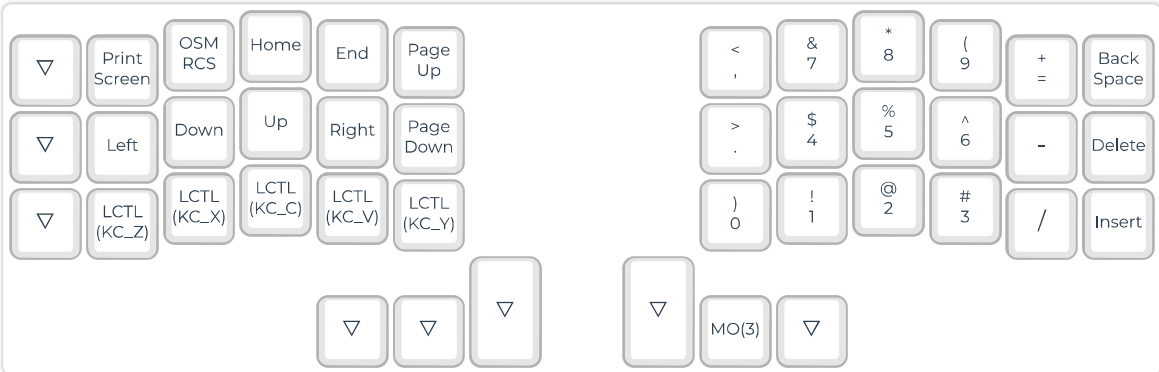 ▽
Print
Screen
OSM
RCS
Home
End
Page
Up
<
,
&
7
*
8
(
9
+
=
Back
Space
▽
Left
Down
Up
Right
Page
Down
>
.
$
4
%
5
^
6
-
Delete
▽
LCTL
(KC_Z)
LCTL
(KC_X)
LCTL
(KC_C)
LCTL
(KC_V)
LCTL
(KC_Y)
)
0
!
1
@
2
#
3
/
Insert
▽
▽
▽
▽
MO(3)
▽